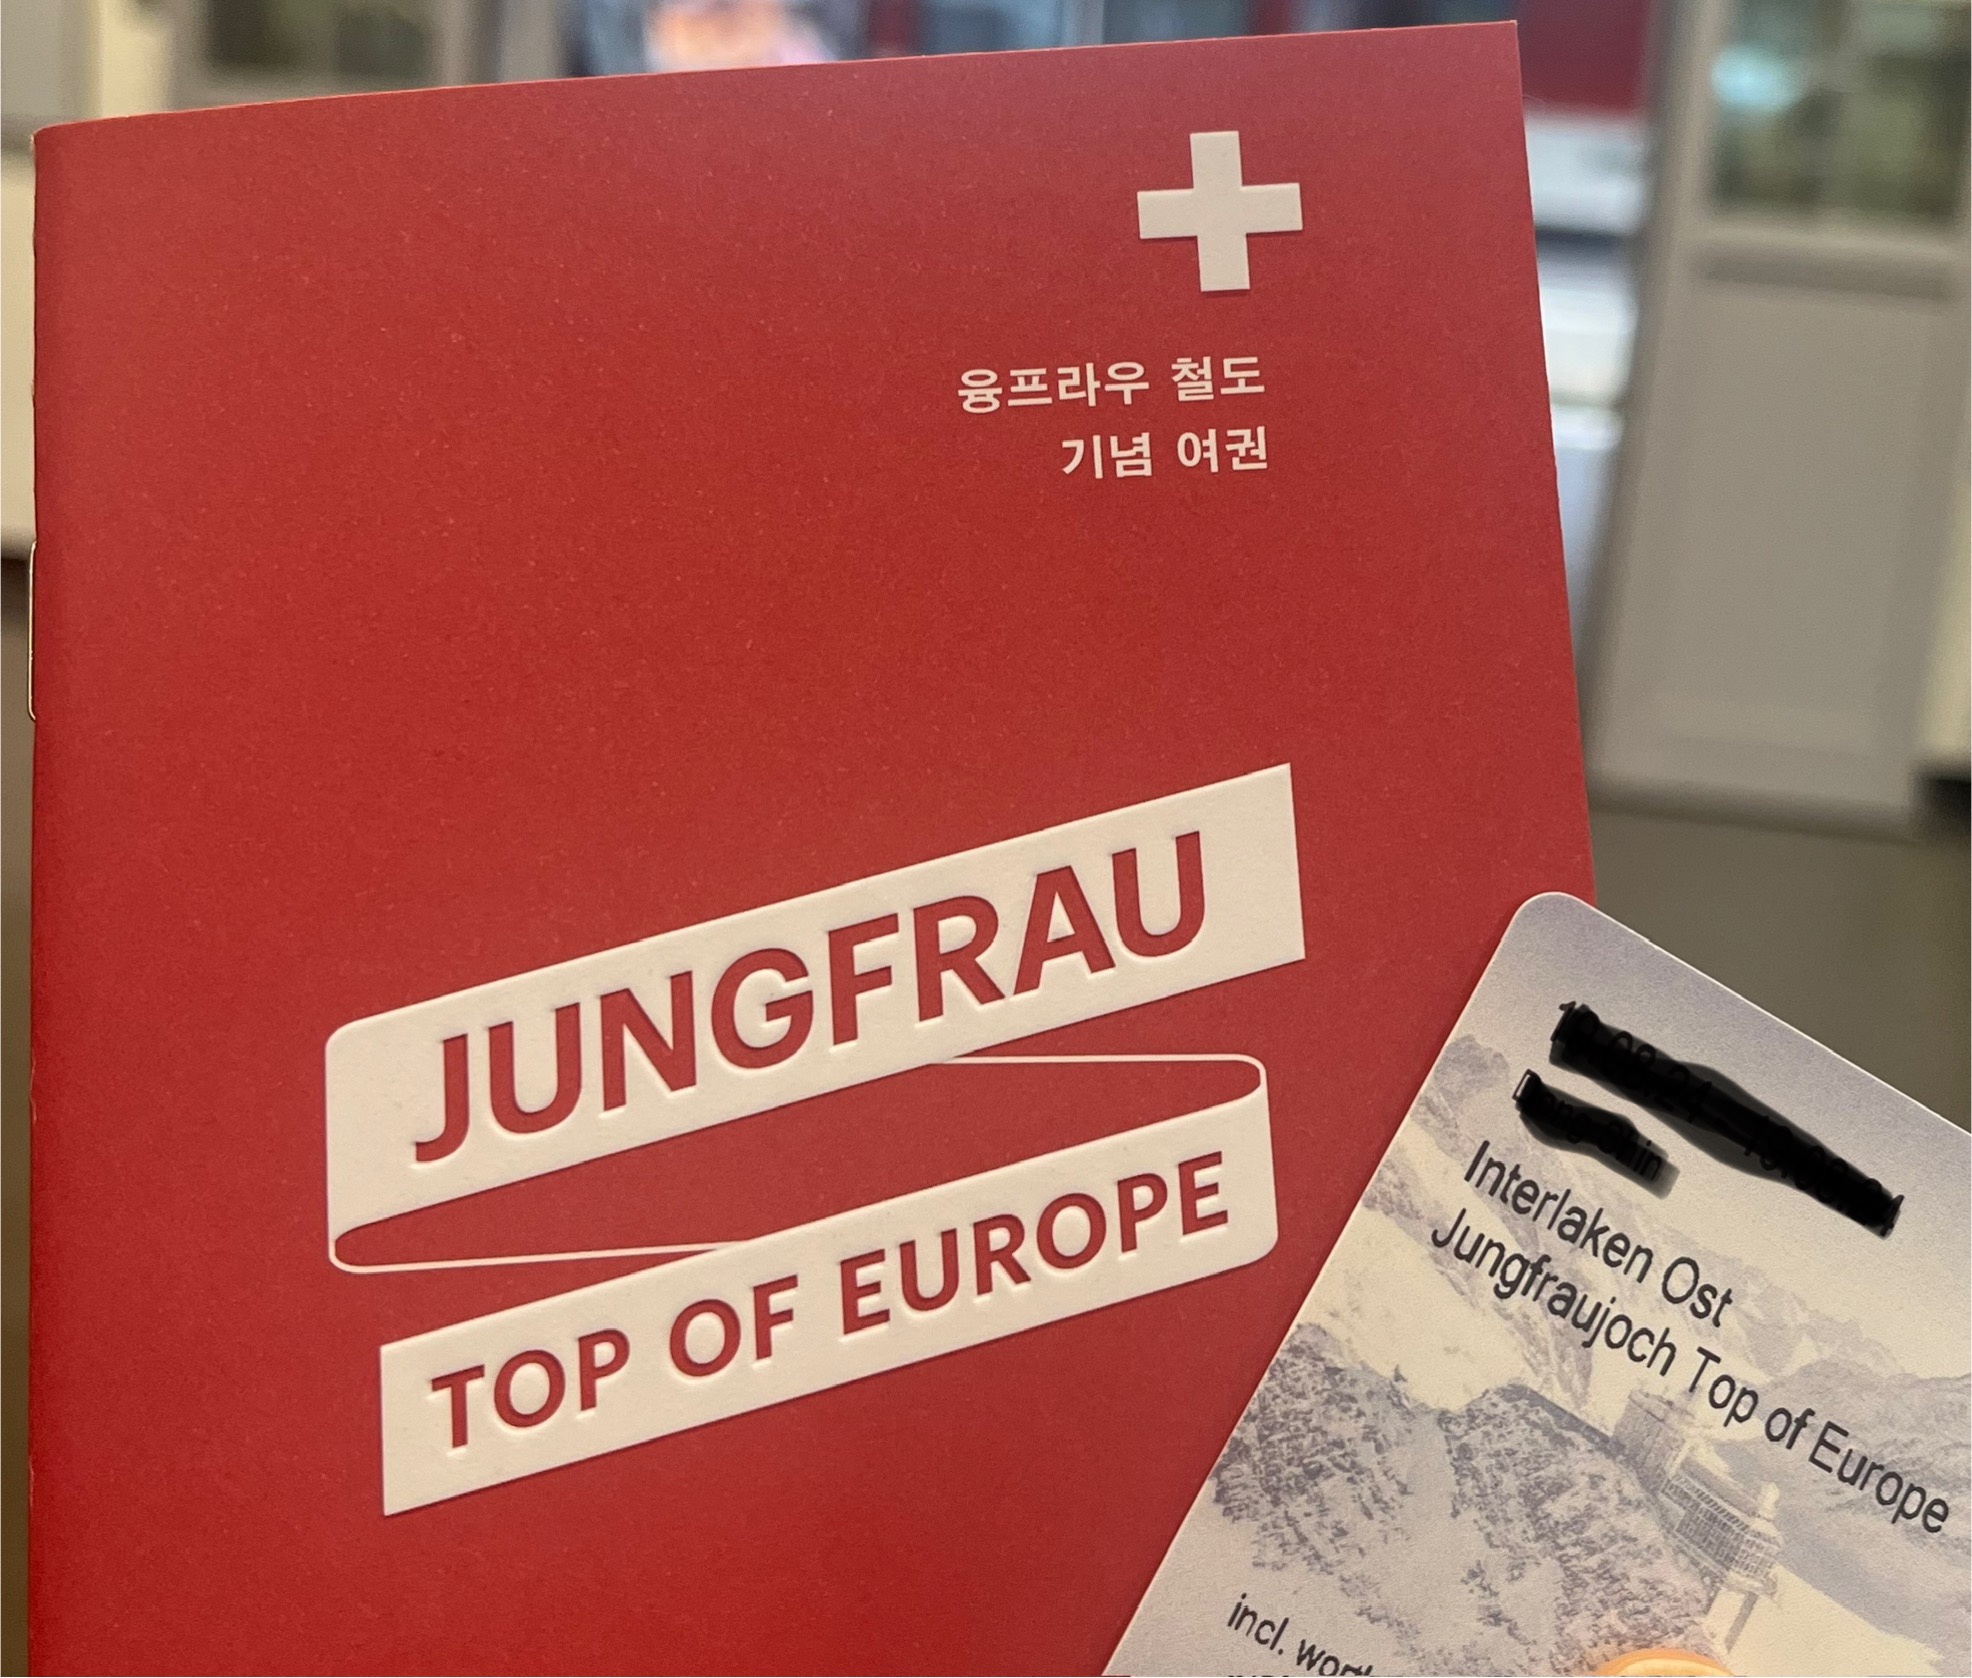 융프라우 철도
기념 여권
JUNGFRAU
TOP OF EUROPE
Interlaken Ost
Jungfraujoch Top of Europe
incl.